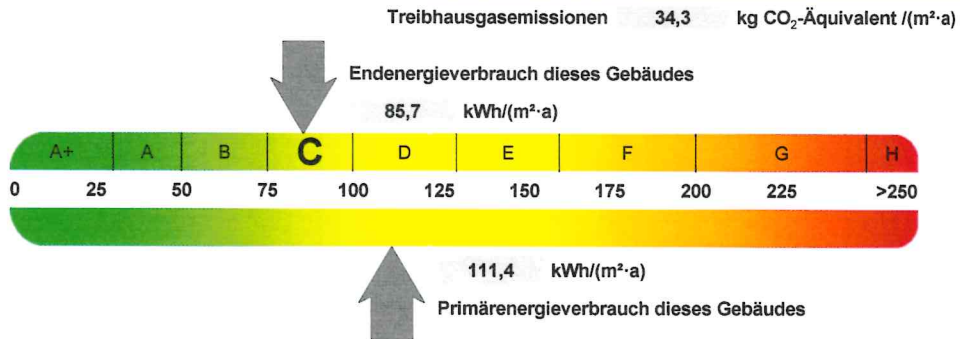 Treibhausgasemissionen 34,3 kg CO₂-Äquivalent /(m²·a)
Endenergieverbrauch dieses Gebäudes
85,7 kWh/(m²·a)
A+ A B C D E F G H
0 25 50 75 100 125 150 175 200 225 >250
111,4 kWh/(m²·a)
Primärenergieverbrauch dieses Gebäudes